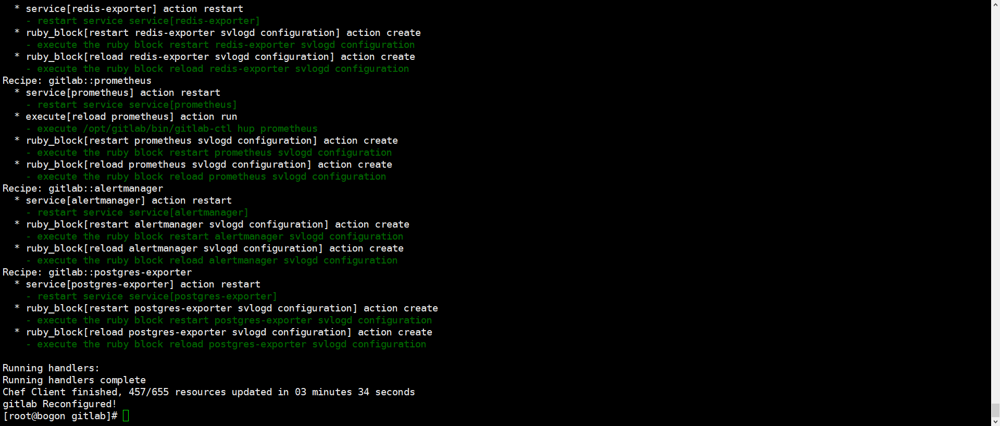 * service[redis-exporter] action restart
- restart service service[redis-exporter]
* ruby_block[restart redis-exporter svlogd configuration] action create
- execute the ruby block restart redis-exporter svlogd configuration
* ruby_block[reload redis-exporter svlogd configuration] action create
- execute the ruby block reload redis-exporter svlogd configuration
Recipe: gitlab::prometheus
* service[prometheus] action restart
- restart service service[prometheus]
* execute[reload prometheus] action run
- execute /opt/gitlab/bin/gitlab-ctl hup prometheus
* ruby_block[restart prometheus svlogd configuration] action create
- execute the ruby block restart prometheus svlogd configuration
* ruby_block[reload prometheus svlogd configuration] action create
- execute the ruby block reload prometheus svlogd configuration
Recipe: gitlab::alertmanager
* service[alertmanager] action restart
- restart service service[alertmanager]
* ruby_block[restart alertmanager svlogd configuration] action create
- execute the ruby block restart alertmanager svlogd configuration
* ruby_block[reload alertmanager svlogd configuration] action create
- execute the ruby block reload alertmanager svlogd configuration
Recipe: gitlab::postgres-exporter
* service[postgres-exporter] action restart
- restart service service[postgres-exporter]
* ruby_block[restart postgres-exporter svlogd configuration] action create
- execute the ruby block restart postgres-exporter svlogd configuration
* ruby_block[reload postgres-exporter svlogd configuration] action create
- execute the ruby block reload postgres-exporter svlogd configuration
Running handlers:
Running handlers complete
Chef Client finished, 457/655 resources updated in 03 minutes 34 seconds
gitlab Reconfigured!
[root@bogon gitlab]#